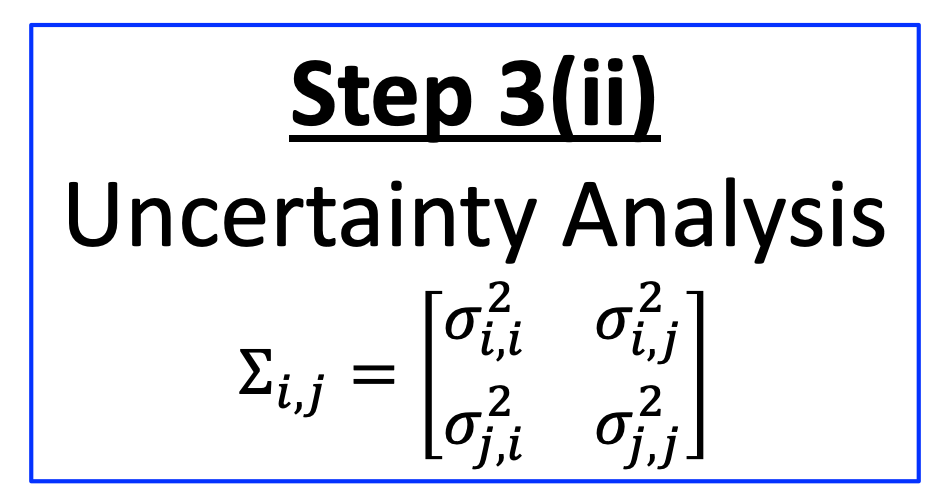 Step 3(ii)
Uncertainty Analysis
Σ_{i,j} = [σ²_{i,i} σ²_{i,j}
σ²_{j,i} σ²_{j,j}]